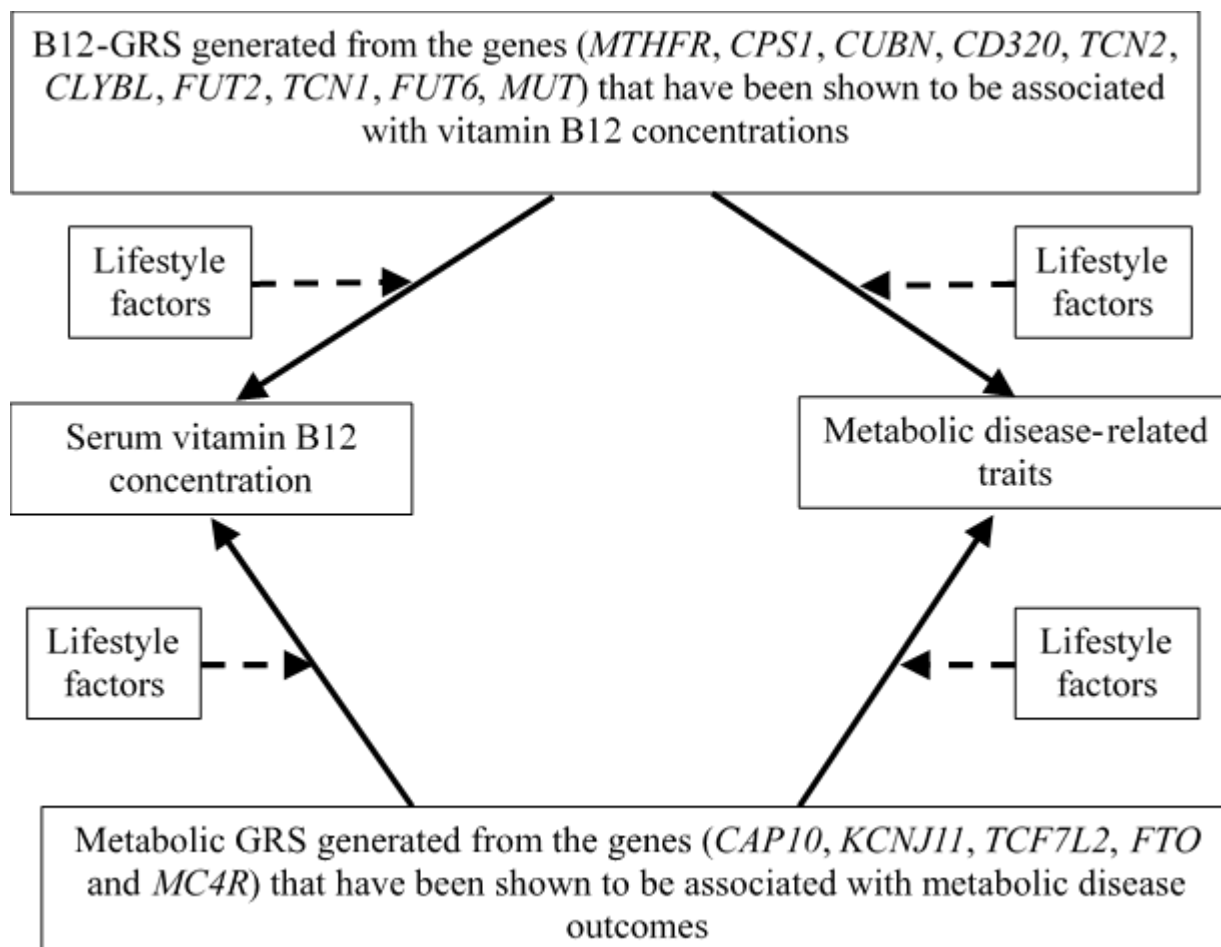 B12-GRS generated from the genes (MTHFR, CPS1, CUBN, CD320, TCN2,
CLYBL, FUT2, TCN1, FUT6, MUT) that have been shown to be associated
with vitamin B12 concentrations
Lifestyle
factors
Lifestyle
factors
Serum vitamin B12
concentration
Metabolic disease-related
traits
Lifestyle
factors
Lifestyle
factors
Metabolic GRS generated from the genes (CAP10, KCNJ11, TCF7L2, FTO
and MC4R) that have been shown to be associated with metabolic disease
outcomes